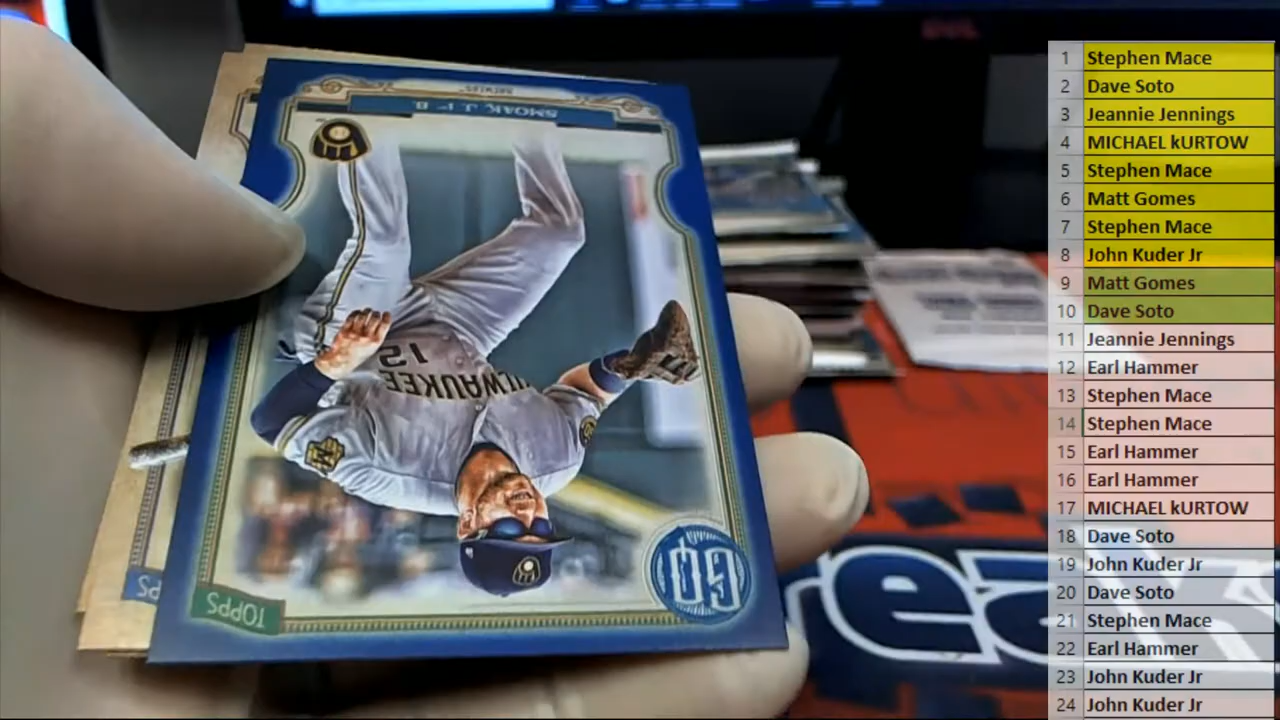 BREWERS
SMOAK, J. 1ST B.
MILWAUKEE
12
TOPPS
GQ
TOPPS
1 Stephen Mace
2 Dave Soto
3 Jeannie Jennings
4 MICHAEL kURTOW
5 Stephen Mace
6 Matt Gomes
7 Stephen Mace
8 John Kuder Jr
9 Matt Gomes
10 Dave Soto
11 Jeannie Jennings
12 Earl Hammer
13 Stephen Mace
14 Stephen Mace
15 Earl Hammer
16 Earl Hammer
17 MICHAEL kURTOW
18 Dave Soto
19 John Kuder Jr
20 Dave Soto
21 Stephen Mace
22 Earl Hammer
23 John Kuder Jr
24 John Kuder Jr